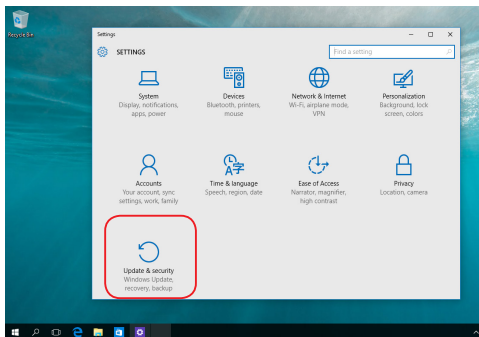 Recycle Bin
Settings
SETTINGS
Find a setting
System
Display, notifications,
apps, power
Devices
Bluetooth, printers,
mouse
Network & Internet
Wi-Fi, airplane mode,
VPN
Personalization
Background, lock
screen, colors
Accounts
Your account, sync
settings, work, family
Time & language
Speech, region, date
Ease of Access
Narrator, magnifier,
high contrast
Privacy
Location, camera
Update & security
Windows Update,
recovery, backup